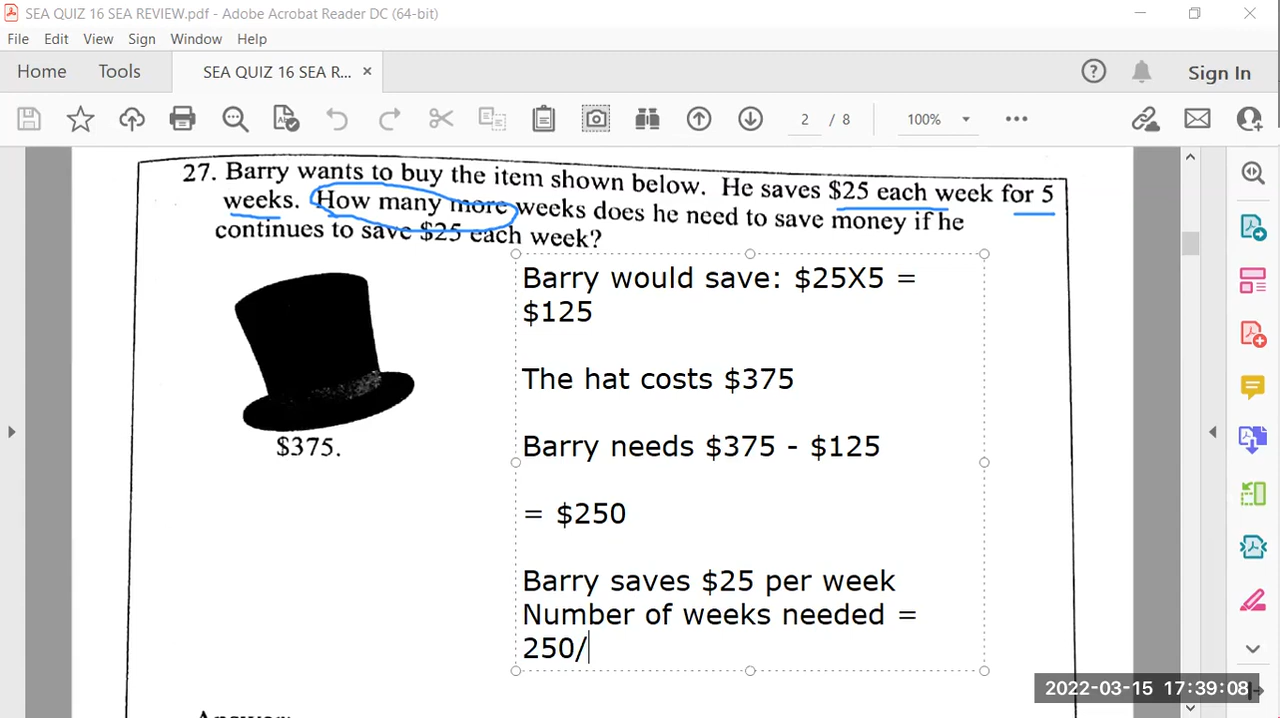 SEA QUIZ 16 SEA REVIEW.pdf - Adobe Acrobat Reader DC (64-bit)
File Edit View Sign Window Help
Home Tools SEA QUIZ 16 SEA R... × Sign In
2 / 8 100%
27. Barry wants to buy the item shown below. He saves $25 each week for 5
weeks. How many more weeks does he need to save money if he
continues to save $25 each week?
$375.
Barry would save: $25X5 =
$125
The hat costs $375
Barry needs $375 - $125
= $250
Barry saves $25 per week
Number of weeks needed =
250/
2022-03-15 17:39:08